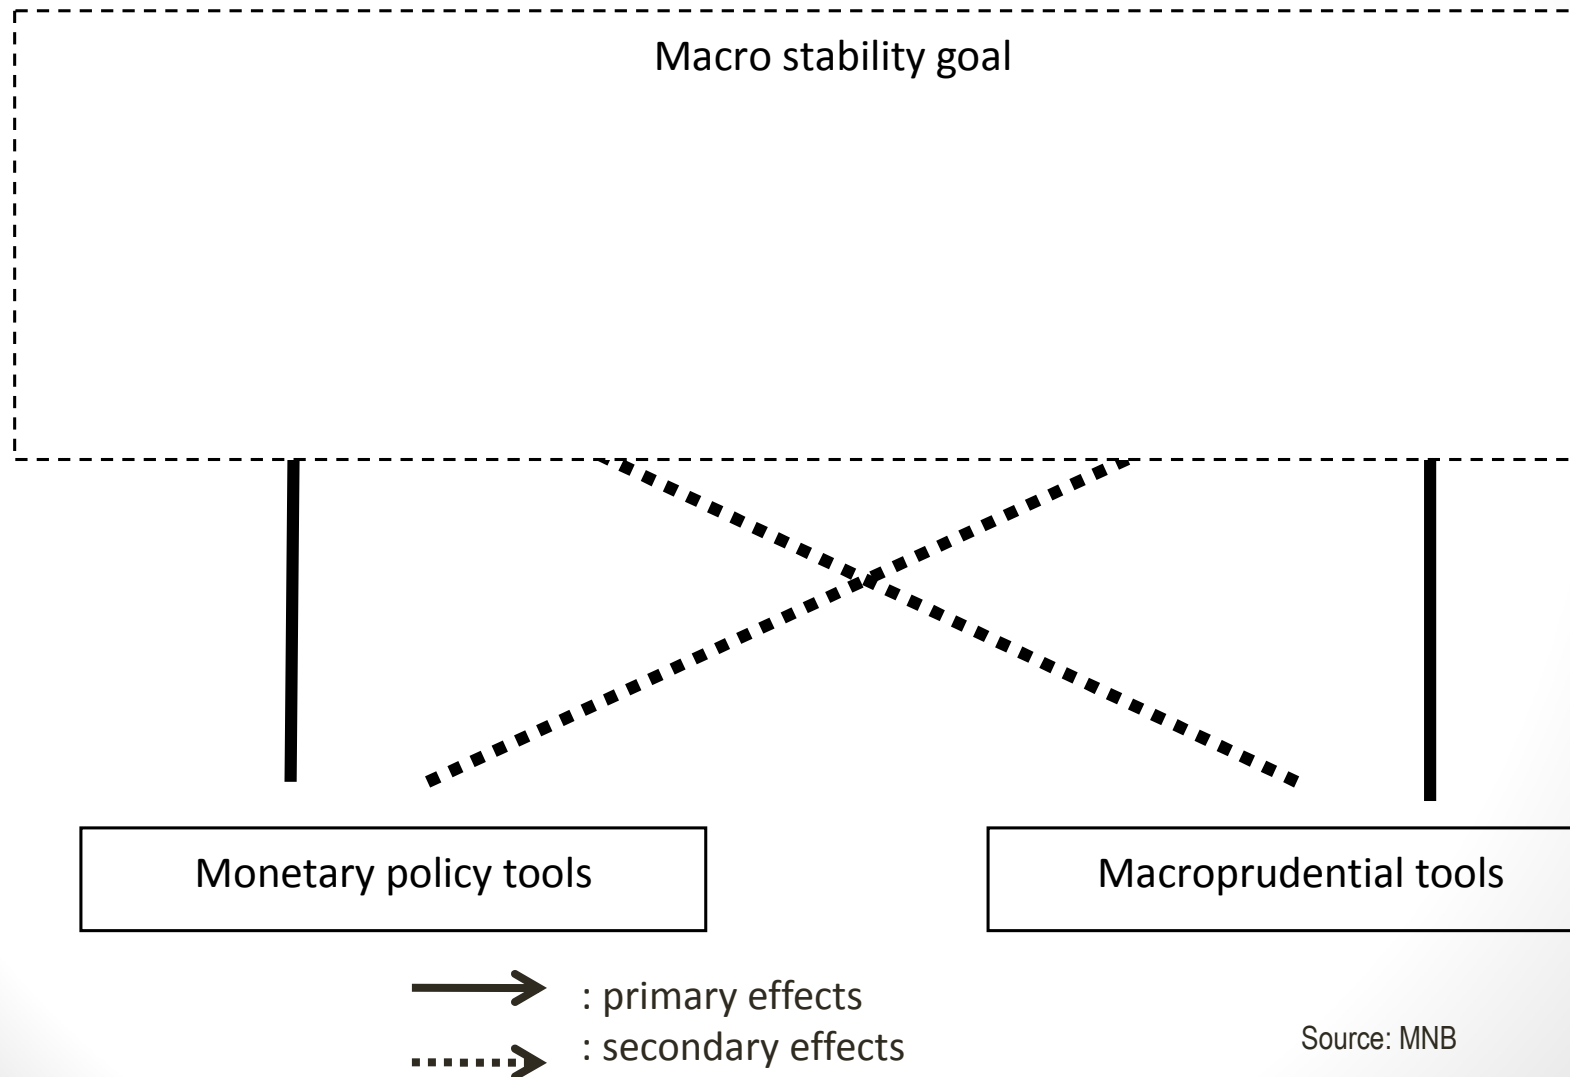 Macro stability goal
Monetary policy tools
Macroprudential tools
: primary effects
: secondary effects
Source: MNB